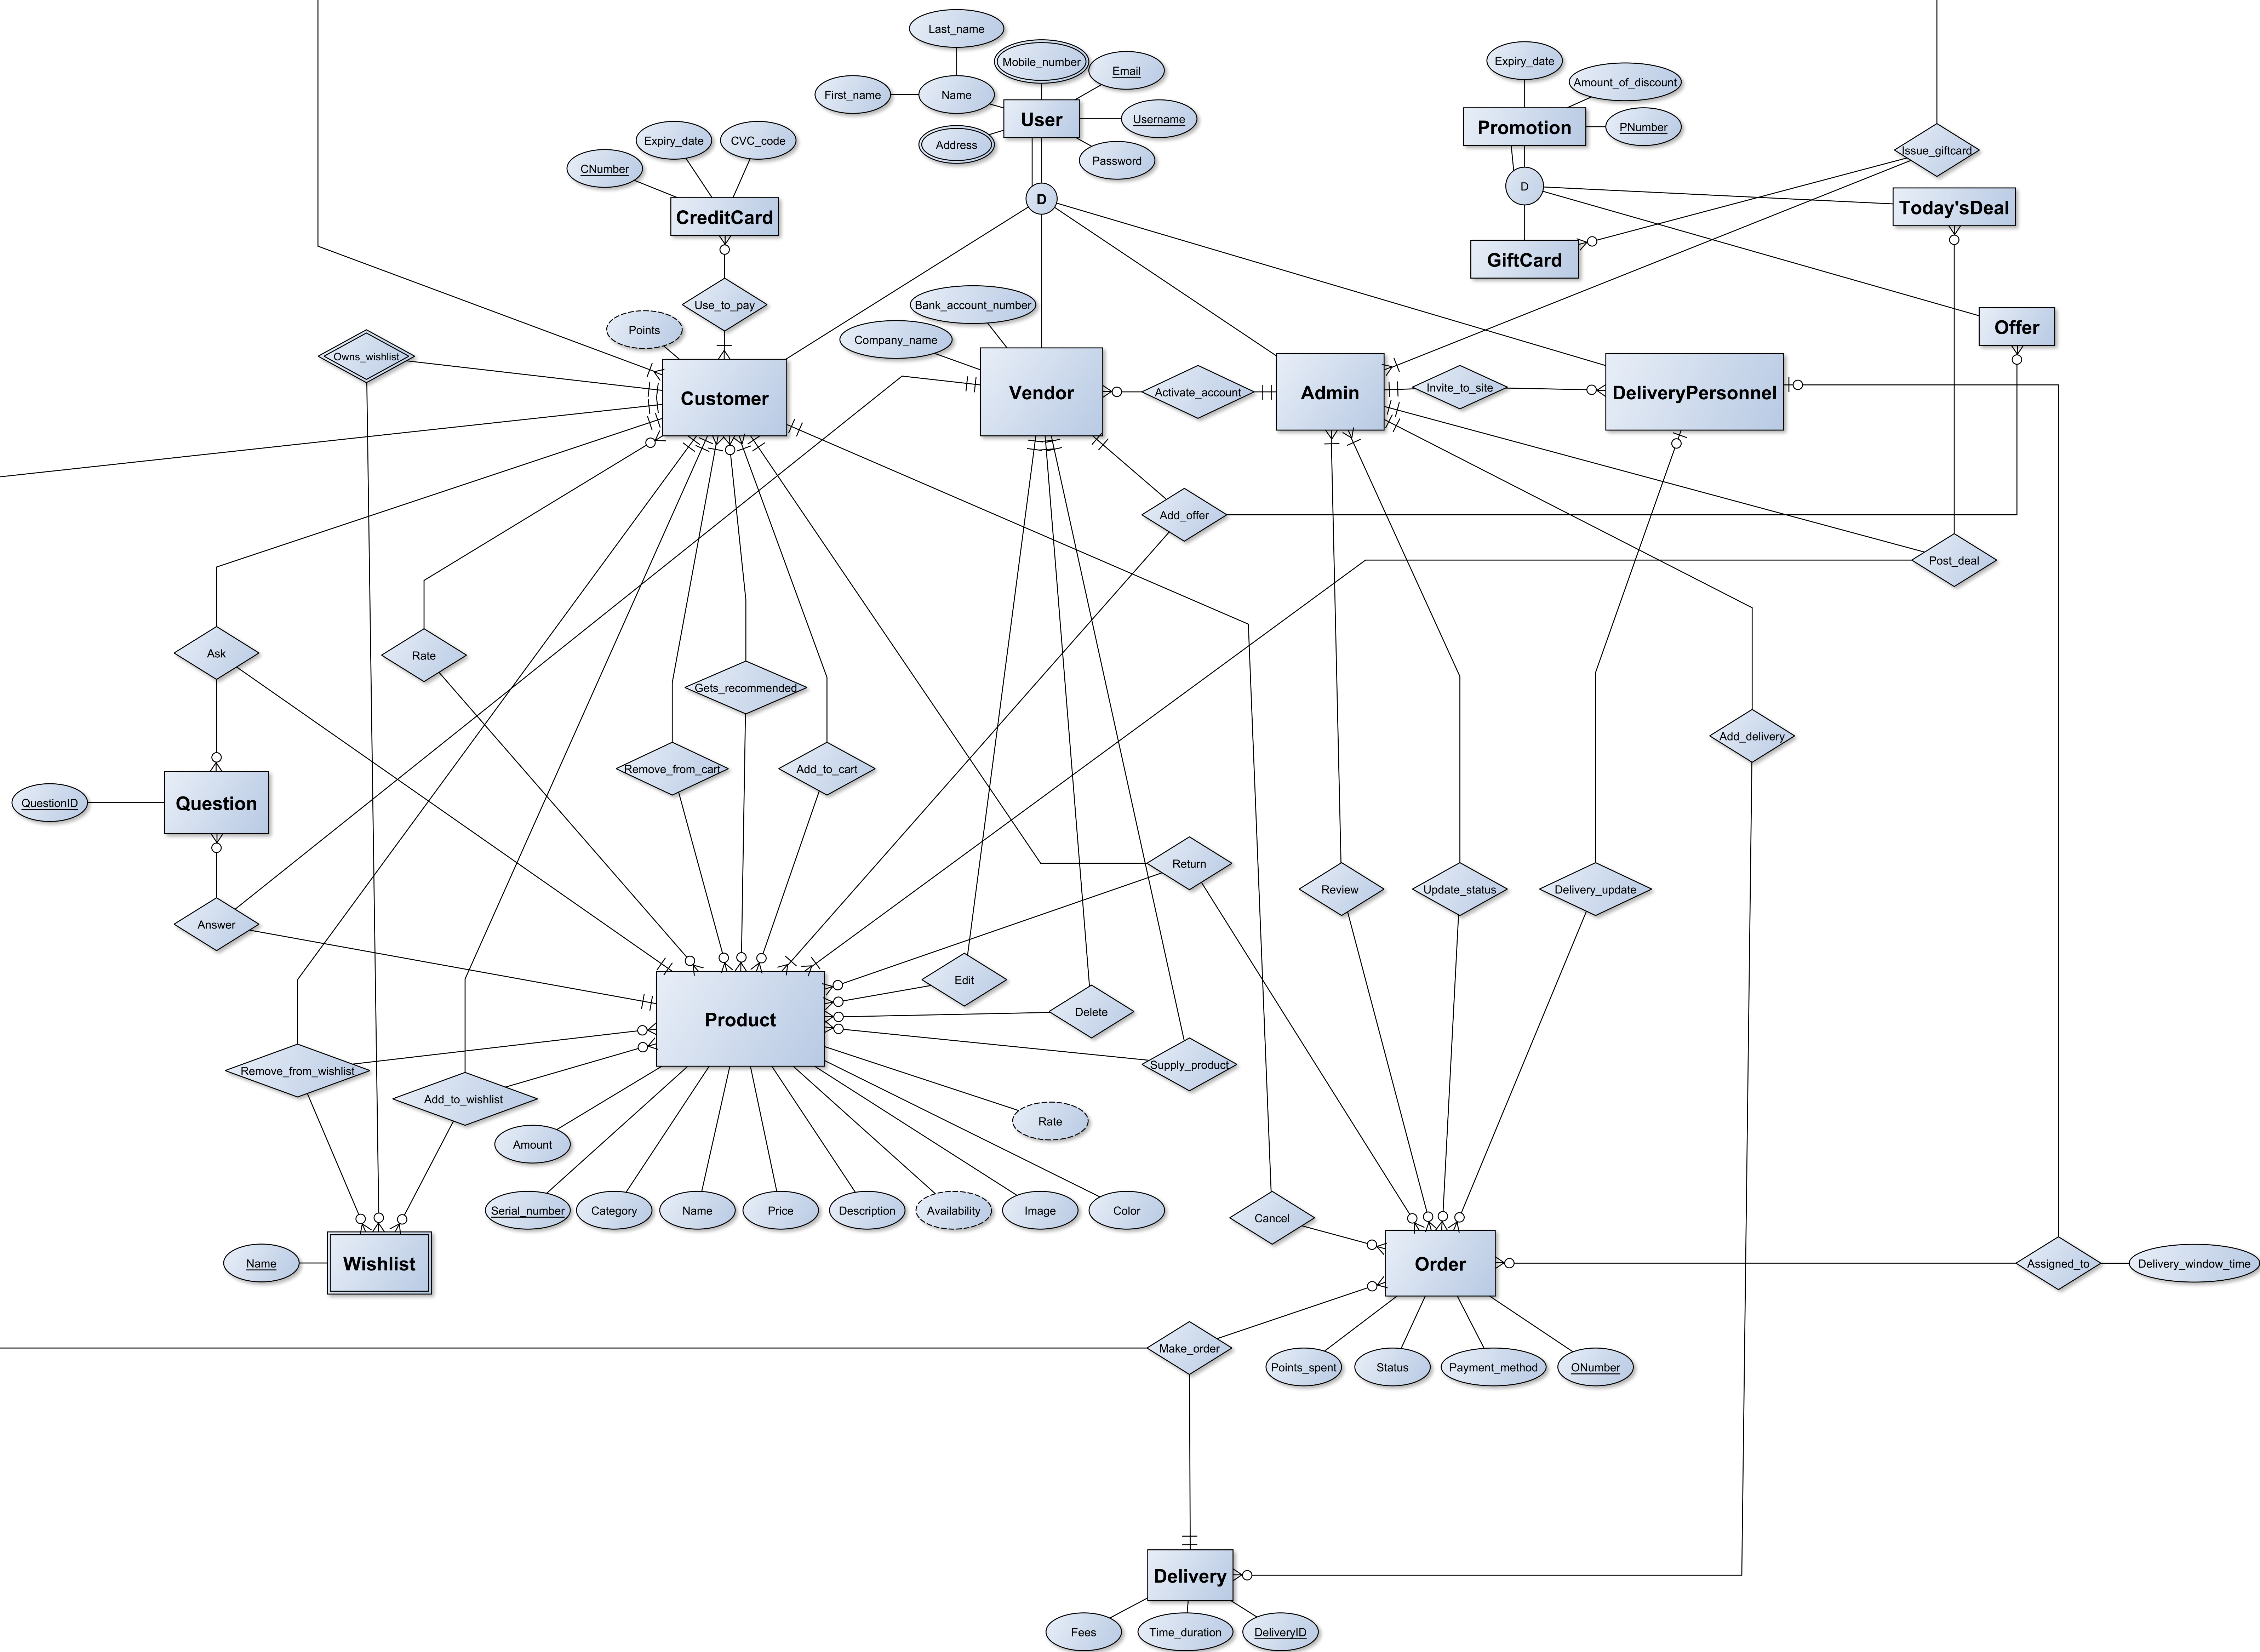 Last_name
Mobile_number
Email
First_name
Name
User
Username
Address
Password
Expiry_date
Amount_of_discount
Promotion
PNumber
Issue_giftcard
Expiry_date
CVC_code
CNumber
CreditCard
D
D
Today'sDeal
GiftCard
Use_to_pay
Bank_account_number
Points
Company_name
Offer
Owns_wishlist
Customer
Vendor
Activate_account
Admin
Invite_to_site
DeliveryPersonnel
Add_offer
Post_deal
Ask
Rate
Gets_recommended
Add_delivery
Remove_from_cart
Add_to_cart
QuestionID
Question
Return
Review
Update_status
Delivery_update
Answer
Edit
Delete
Product
Supply_product
Remove_from_wishlist
Add_to_wishlist
Rate
Amount
Serial_number
Category
Name
Price
Description
Availability
Image
Color
Cancel
Name
Wishlist
Order
Assigned_to
Delivery_window_time
Make_order
Points_spent
Status
Payment_method
ONumber
Delivery
Fees
Time_duration
DeliveryID